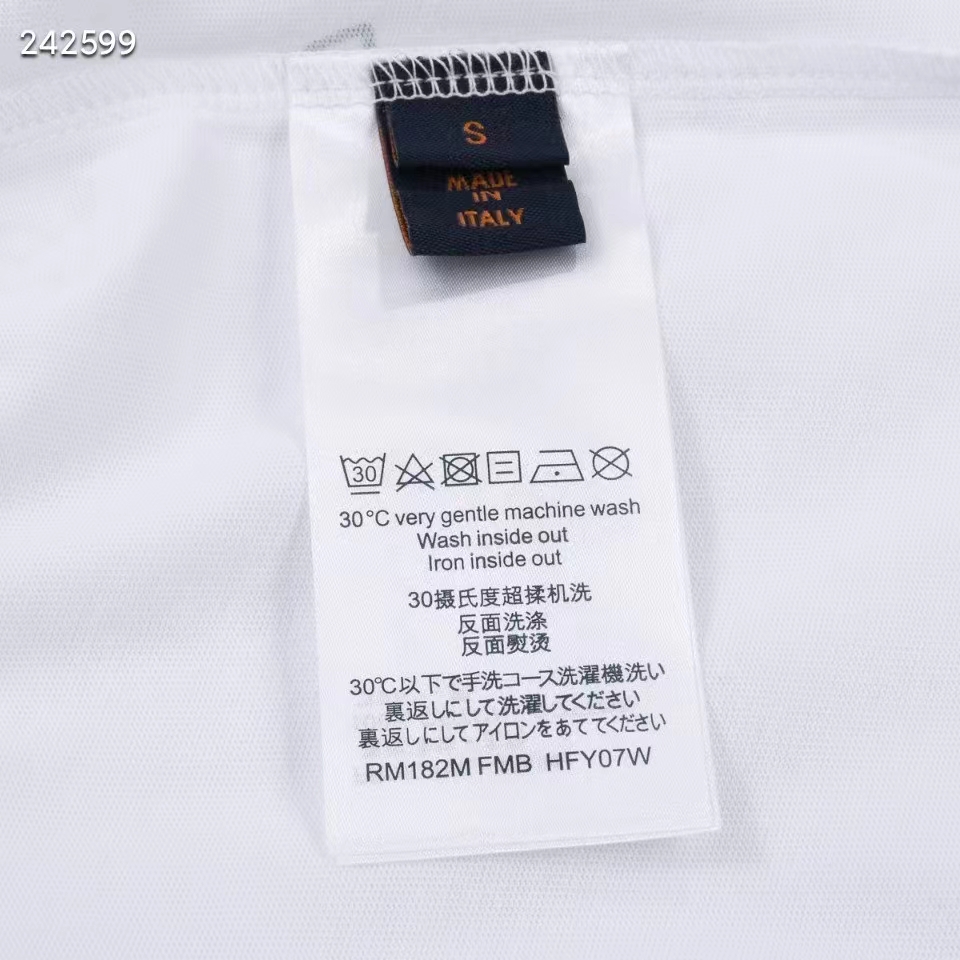 242599
S
MADE
IN
ITALY
30
30°C very gentle machine wash
Wash inside out
Iron inside out
30摄氏度超揉机洗
反面洗涤
反面熨烫
30℃以下で手洗コース洗濯機洗い
裏返しにして洗濯してください
裏返しにしてアイロンをあててください
RM182M FMB HFY07W